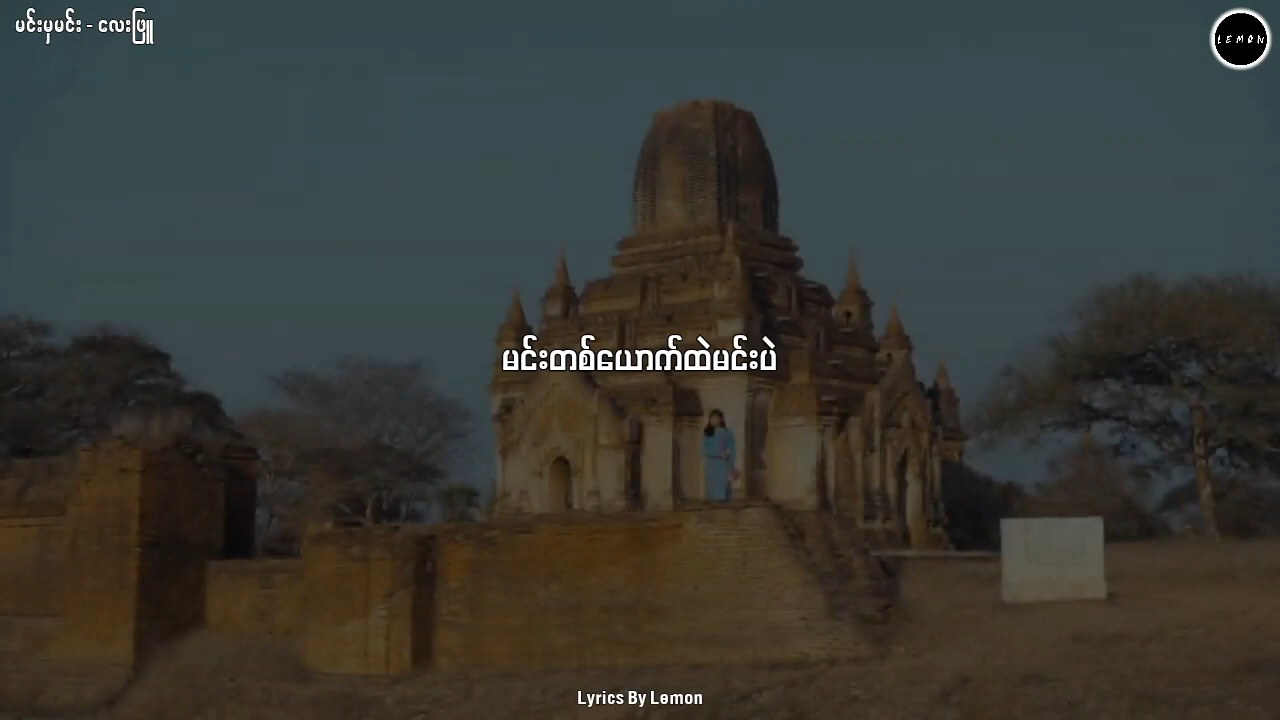 မင်းမှမင်း - လေးဖြူ
LEMON
မင်းတစ်ယောက်ထဲမင်းပဲ
Lyrics By Lemon